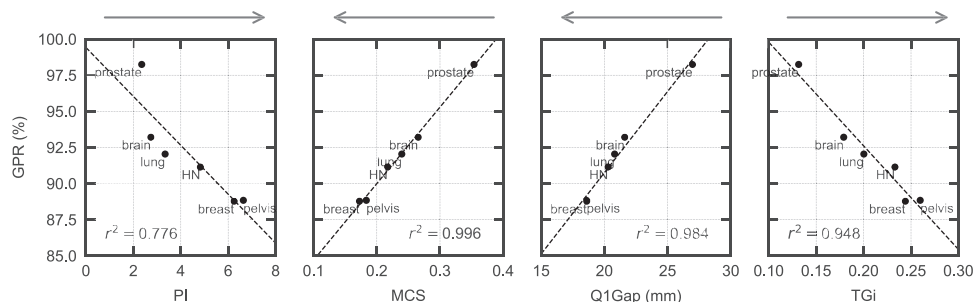 100.0
97.5
95.0
92.5
90.0
87.5
85.0
GPR (%)
prostate
brain
lung
HN
breast
pelvis
r² = 0.776
0 2 4 6 8
PI
prostate
brain
lung
HN
breast
pelvis
r² = 0.996
0.1 0.2 0.3 0.4
MCS
prostate
brain
lung
HN
breast
pelvis
r² = 0.984
15 20 25 30
Q1Gap (mm)
prostate
brain
lung
HN
breast
pelvis
r² = 0.948
0.10 0.15 0.20 0.25 0.30
TGi